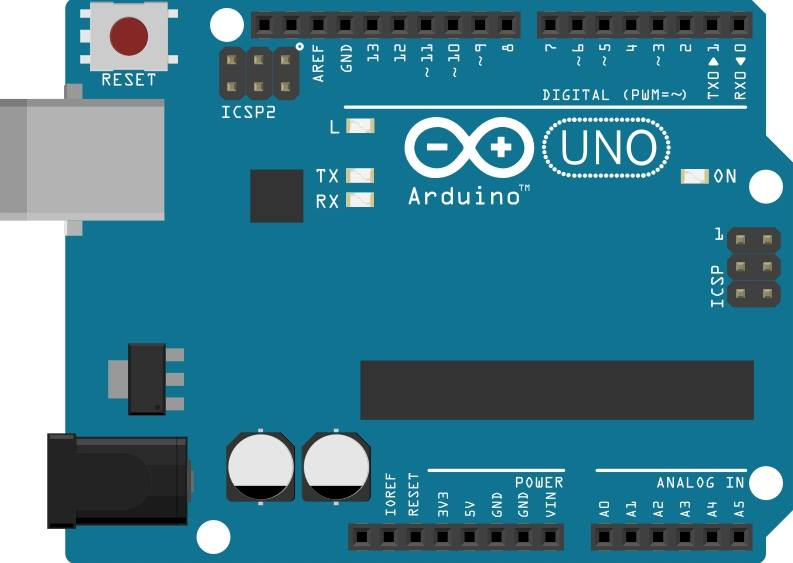 RESET
ICSP2
AREF
GND
13
12
~11
~10
~9
8
7
~6
~5
4
~3
2
TX0▶1
RX0◀0
DIGITAL (PWM=~)
L
TX
RX
Arduino™
UNO
ON
1
ICSP
POWER
ANALOG IN
IOREF
RESET
3V3
5V
GND
GND
VIN
A0
A1
A2
A3
A4
A5